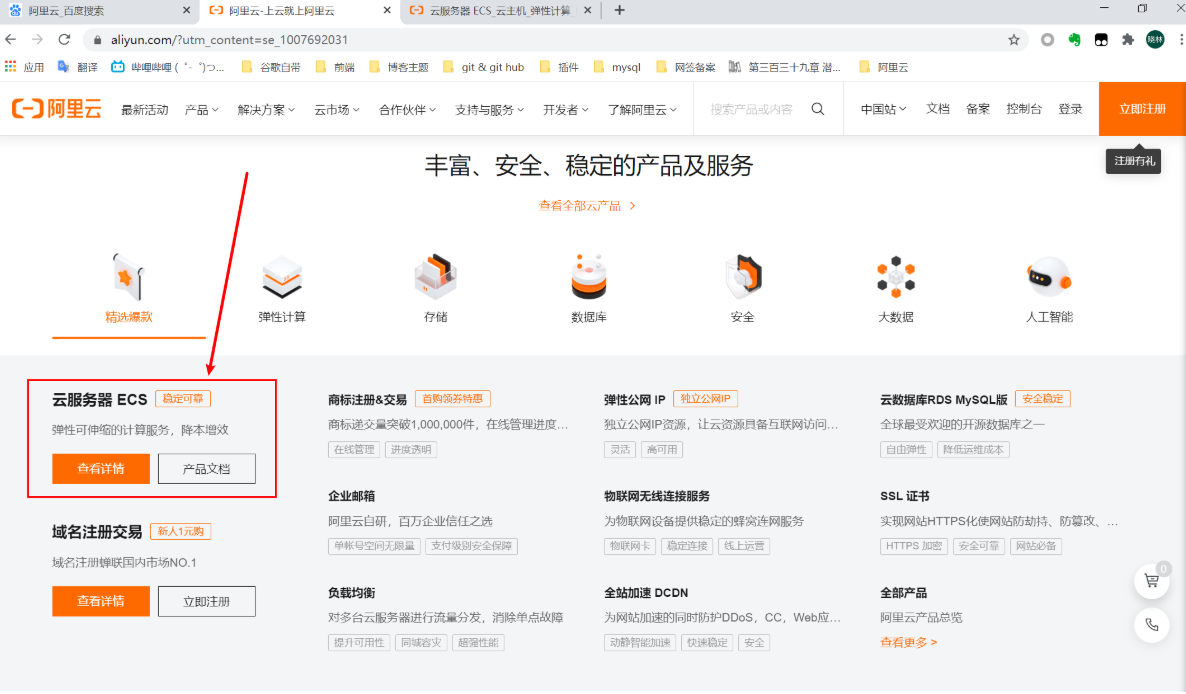 阿里云_百度搜索
阿里云-上云就上阿里云
云服务器 ECS_云主机_弹性计算
aliyun.com/?utm_content=se_1007692031
晓林
应用
翻译
哔哩哔哩 (゜-゜)つ...
谷歌自带
前端
博客主题
git & git hub
插件
mysql
网签备案
第三百三十九章 潜...
阿里云
阿里云
最新活动
产品
解决方案
云市场
合作伙伴
支持与服务
开发者
了解阿里云
搜索产品或内容
中国站
文档
备案
控制台
登录
立即注册
注册有礼
丰富、安全、稳定的产品及服务
查看全部云产品 >
精选爆款
弹性计算
存储
数据库
安全
大数据
人工智能
云服务器 ECS 稳定可靠
弹性可伸缩的计算服务，降本增效
查看详情 产品文档
域名注册交易 新人1元购
域名注册蝉联国内市场NO.1
查看详情 立即注册
商标注册&交易 首购领券特惠
商标递交量突破1,000,000件，在线管理进度...
在线管理 进度透明
企业邮箱
阿里云自研，百万企业信任之选
单帐号空间无限量 支付级别安全保障
负载均衡
对多台云服务器进行流量分发，消除单点故障
提升可用性 同城容灾 超强性能
弹性公网 IP 独立公网IP
独立公网IP资源，让云资源具备互联网访问...
灵活 高可用
物联网无线连接服务
为物联网设备提供稳定的蜂窝连网服务
物联网卡 稳定连接 线上运营
全站加速 DCDN
为网站加速的同时防护DDoS，CC，Web应...
动静智能加速 快速稳定 安全
云数据库RDS MySQL版 安全稳定
全球最受欢迎的开源数据库之一
自由弹性 降低运维成本
SSL 证书
实现网站HTTPS化使网站防劫持、防篡改、...
HTTPS 加密 安全可靠 网站必备
全部产品
阿里云产品总览
查看更多 >
0